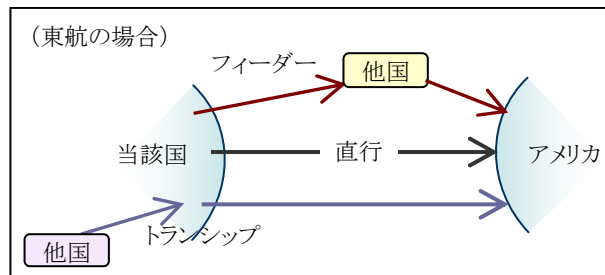 （東航の場合）
フィーダー
他国
当該国
直行
アメリカ
トランシップ
他国